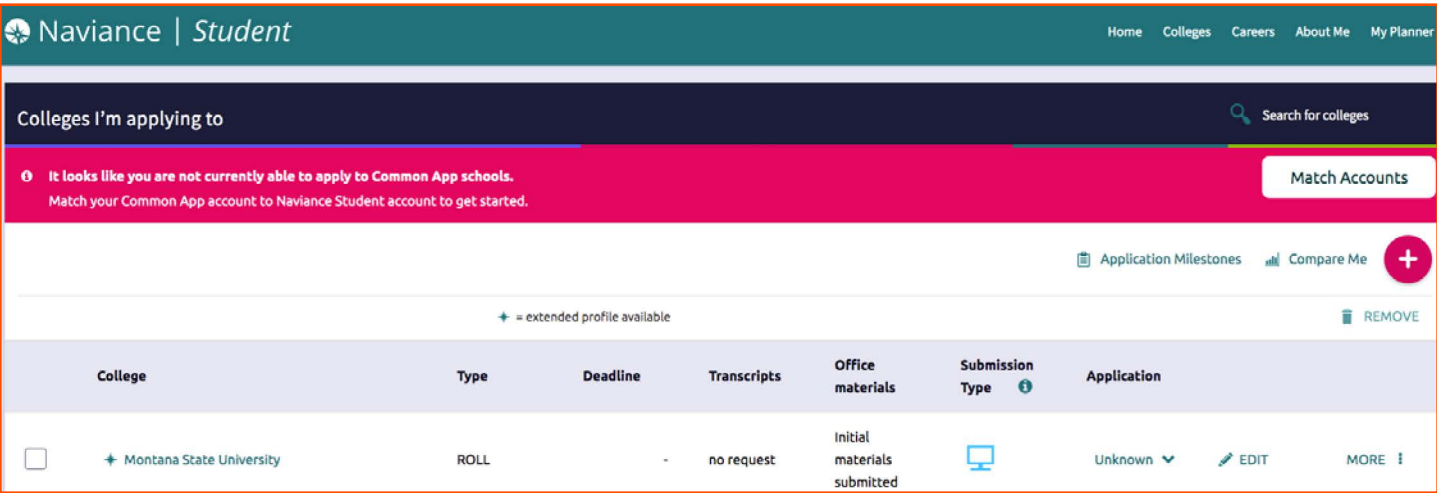 Naviance | Student
Home Colleges Careers About Me My Planner
Colleges I'm applying to
Search for colleges
It looks like you are not currently able to apply to Common App schools.
Match your Common App account to Naviance Student account to get started.
Match Accounts
Application Milestones Compare Me +
= extended profile available
REMOVE
College Type Deadline Transcripts Office materials Submission Type Application
Montana State University ROLL - no request Initial materials submitted Unknown EDIT MORE